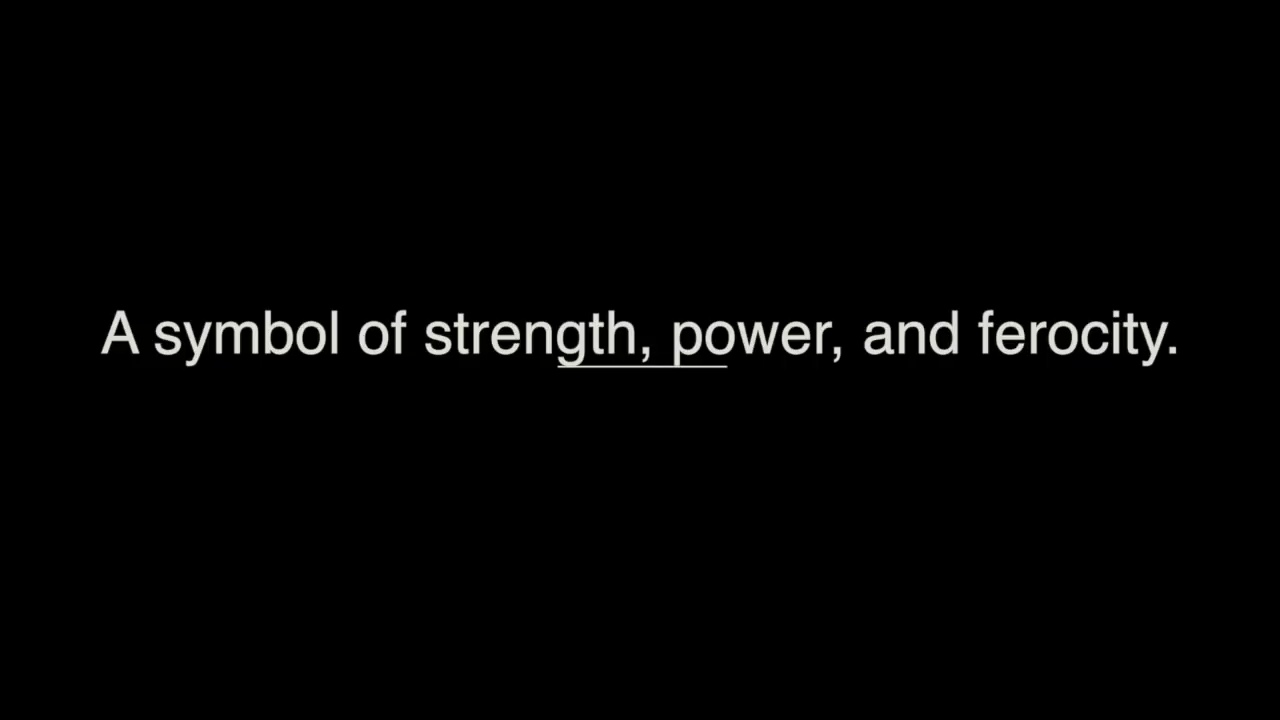 A symbol of strength, power, and ferocity.